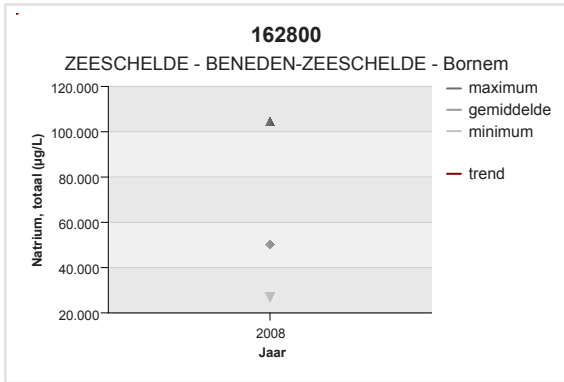 162800
ZEESCHELDE - BENEDEN-ZEESCHELDE - Bornem
120.000
100.000
80.000
60.000
40.000
20.000
Natrium, totaal (µg/L)
2008
Jaar
maximum
gemiddelde
minimum
trend